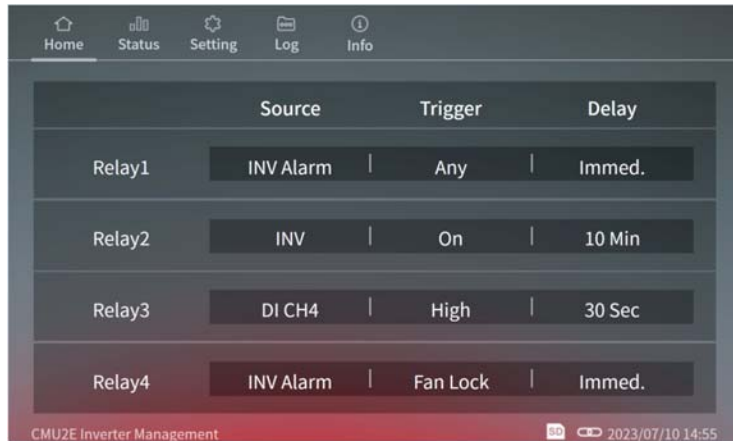 Home Status Setting Log Info
Source Trigger Delay
Relay1 INV Alarm | Any | Immed.
Relay2 INV | On | 10 Min
Relay3 DI CH4 | High | 30 Sec
Relay4 INV Alarm | Fan Lock | Immed.
CMU2E Inverter Management SD 2023/07/10 14:55